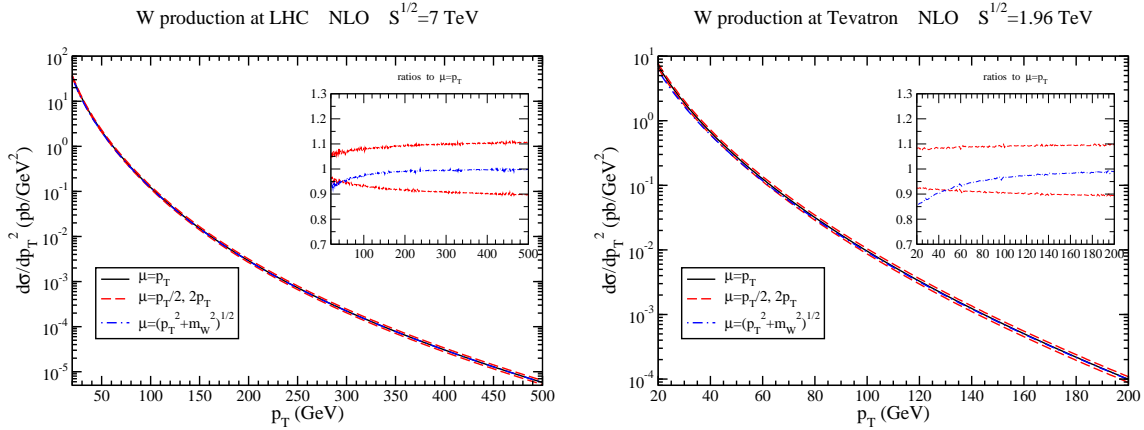 W production at LHC NLO S^1/2=7 TeV
10^2
10^1
10^0
10^-1
10^-2
10^-3
10^-4
10^-5
dσ/dp_T^2 (pb/GeV^2)
50 100 150 200 250 300 350 400 450 500
p_T (GeV)
ratios to μ=p_T
1.3
1.2
1.1
1
0.9
0.8
0.7
100 200 300 400 500
μ=p_T
μ=p_T/2, 2p_T
μ=(p_T^2+m_W^2)^1/2
W production at Tevatron NLO S^1/2=1.96 TeV
10^1
10^0
10^-1
10^-2
10^-3
10^-4
dσ/dp_T^2 (pb/GeV^2)
20 40 60 80 100 120 140 160 180 200
p_T (GeV)
ratios to μ=p_T
1.3
1.2
1.1
1
0.9
0.8
0.7
20 40 60 80 100 120 140 160 180 200
μ=p_T
μ=p_T/2, 2p_T
μ=(p_T^2+m_W^2)^1/2